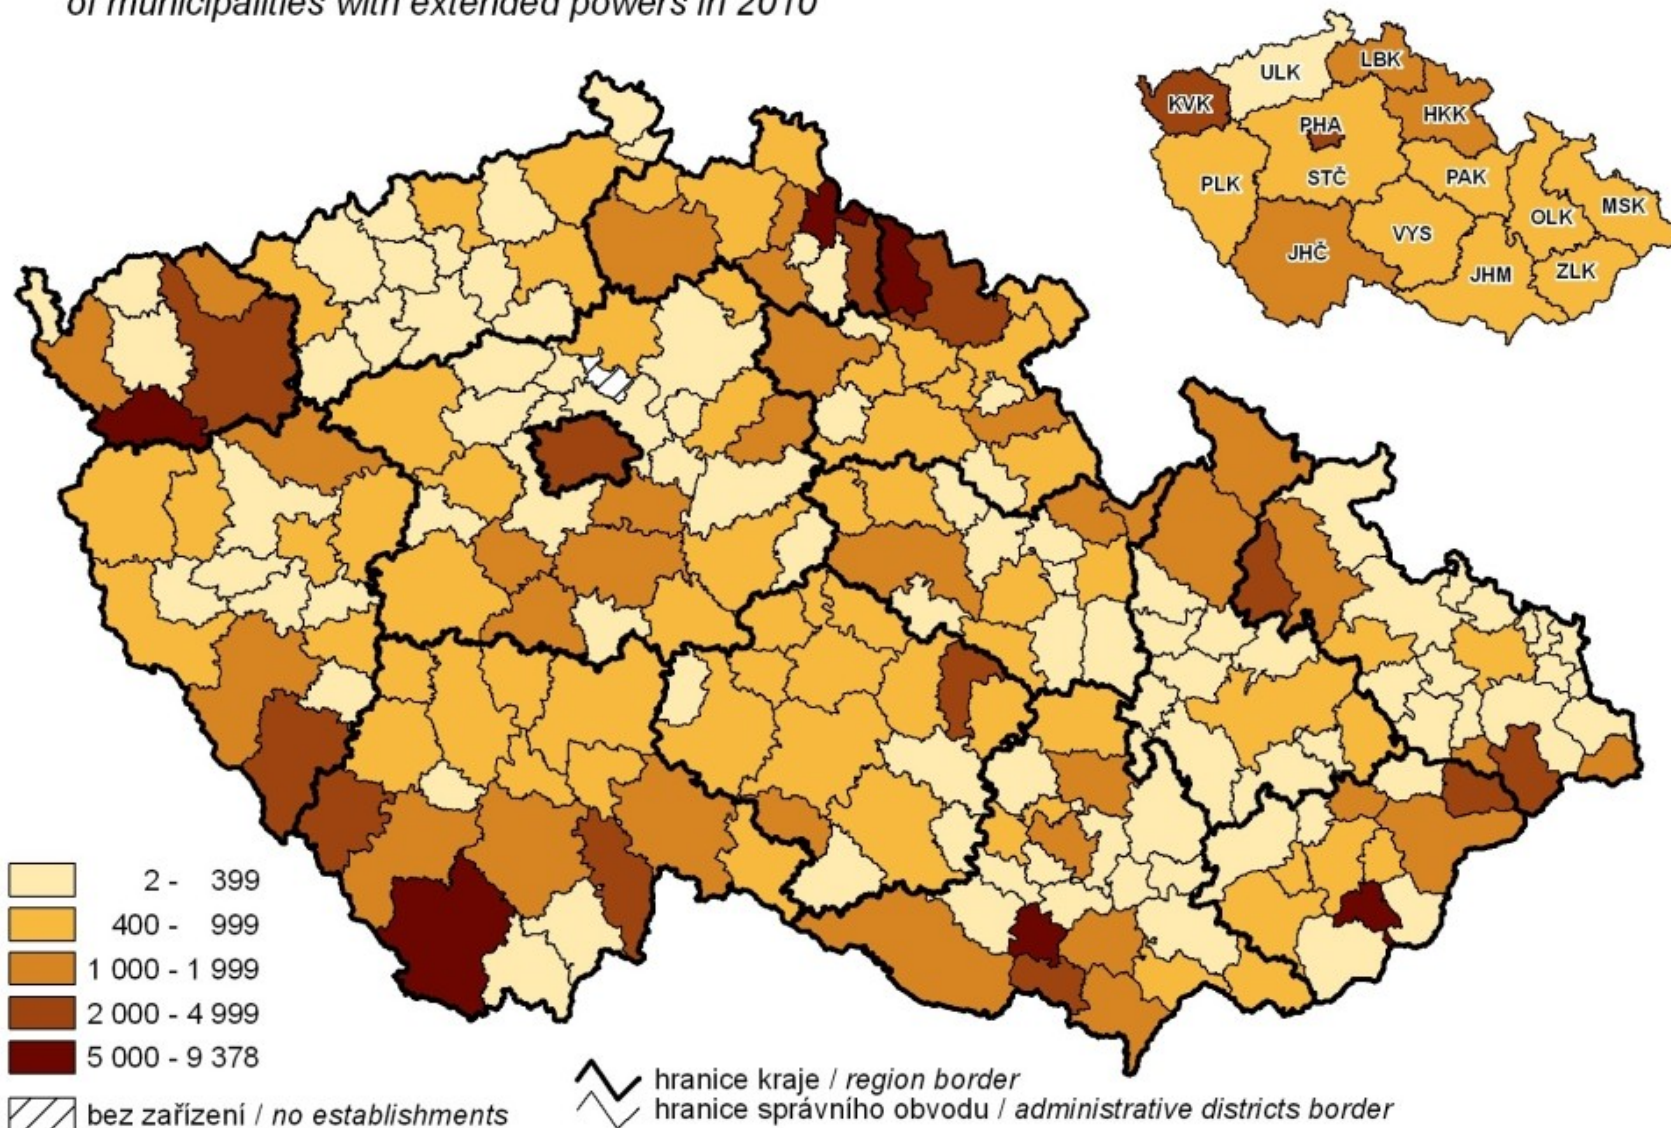 of municipalities with extended powers in 2010
ULK
LBK
KVK
HKK
PHA
PLK
STČ
PAK
OLK
MSK
VYS
JHČ
JHM
ZLK
2 - 399
400 - 999
1 000 - 1 999
2 000 - 4 999
5 000 - 9 378
bez zařízení / no establishments
hranice kraje / region border
hranice správního obvodu / administrative districts border